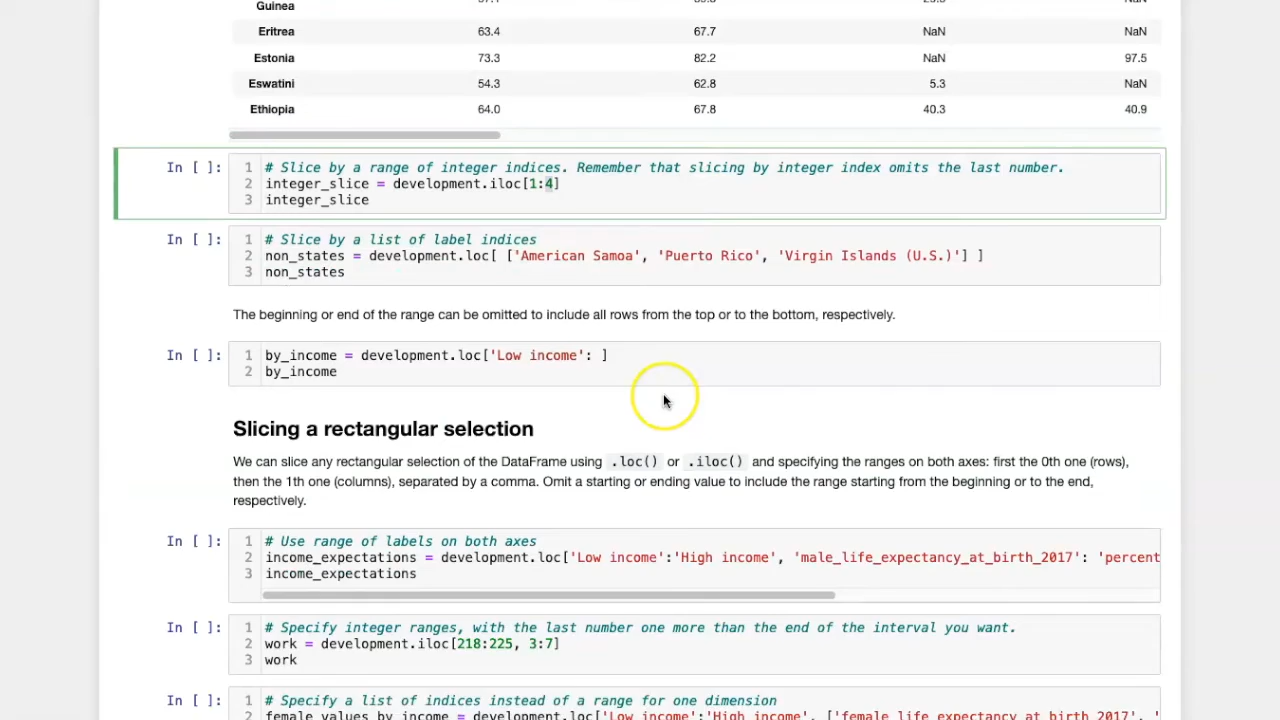 Guinea NaN
Eritrea 63.4 67.7 NaN NaN
Estonia 73.3 82.2 NaN 97.5
Eswatini 54.3 62.8 5.3 NaN
Ethiopia 64.0 67.8 40.3 40.9
In [ ]: 1 # Slice by a range of integer indices. Remember that slicing by integer index omits the last number.
2 integer_slice = development.iloc[1:4]
3 integer_slice
In [ ]: 1 # Slice by a list of label indices
2 non_states = development.loc[ ['American Samoa', 'Puerto Rico', 'Virgin Islands (U.S.)'] ]
3 non_states
The beginning or end of the range can be omitted to include all rows from the top or to the bottom, respectively.
In [ ]: 1 by_income = development.loc['Low income': ]
2 by_income
Slicing a rectangular selection
We can slice any rectangular selection of the DataFrame using .loc() or .iloc() and specifying the ranges on both axes: first the 0th one (rows),
then the 1th one (columns), separated by a comma. Omit a starting or ending value to include the range starting from the beginning or to the end,
respectively.
In [ ]: 1 # Use range of labels on both axes
2 income_expectations = development.loc['Low income':'High income', 'male_life_expectancy_at_birth_2017': 'percent
3 income_expectations
In [ ]: 1 # Specify integer ranges, with the last number one more than the end of the interval you want.
2 work = development.iloc[218:225, 3:7]
3 work
In [ ]: 1 # Specify a list of indices instead of a range for one dimension
2 female_values_by_income = development.loc['Low income':'High income', ['female_life_expectancy_at_birth_2017', '